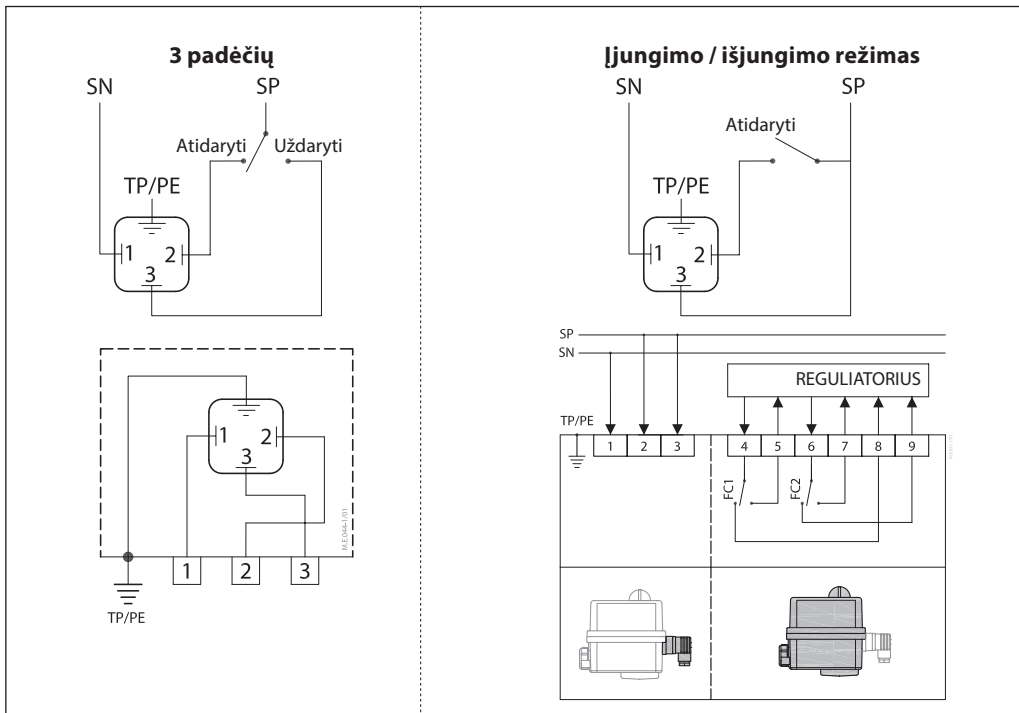 3 padėčių
SN SP
Atidaryti Uždaryti
TP/PE
1 2
3
1 2
3
M.E.044-1/01
1 2 3
TP/PE
Įjungimo / išjungimo režimas
SN SP
Atidaryti
TP/PE
1 2
3
SP
SN
REGULIATORIUS
TP/PE
1 2 3 4 5 6 7 8 9
FC1 FC2